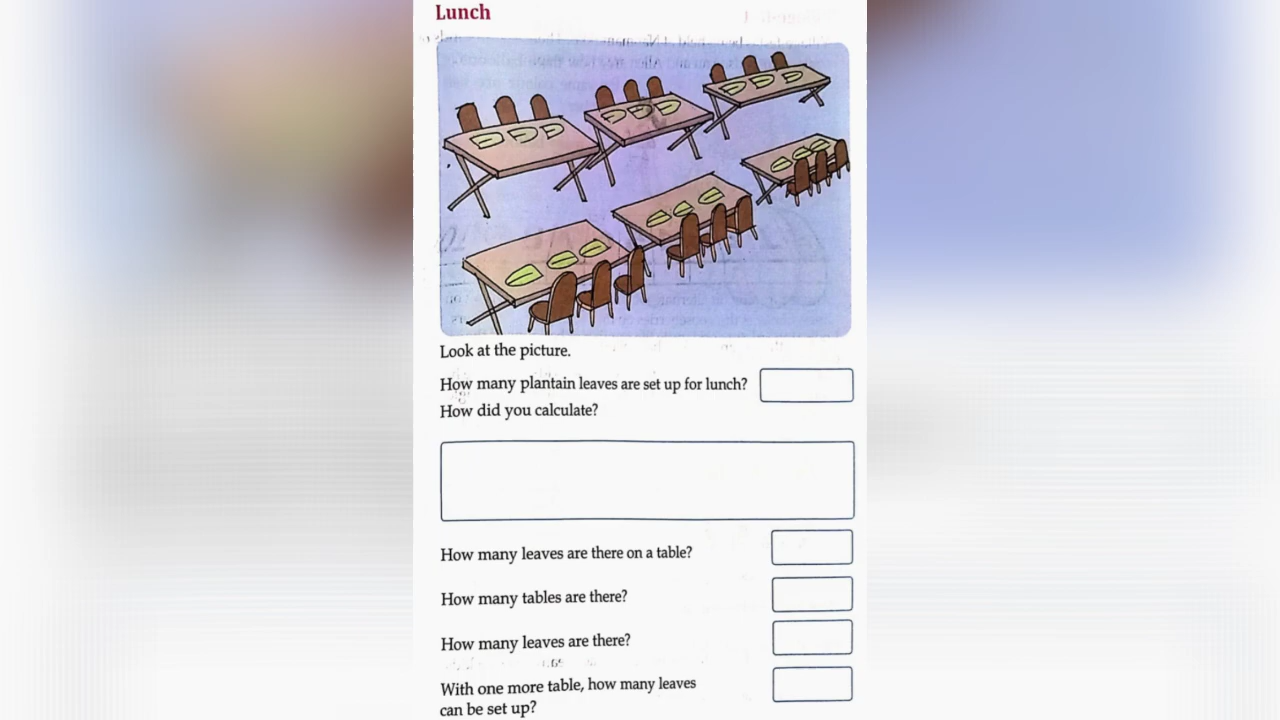 Lunch
Look at the picture.
How many plantain leaves are set up for lunch?
How did you calculate?
How many leaves are there on a table?
How many tables are there?
How many leaves are there?
With one more table, how many leaves
can be set up?